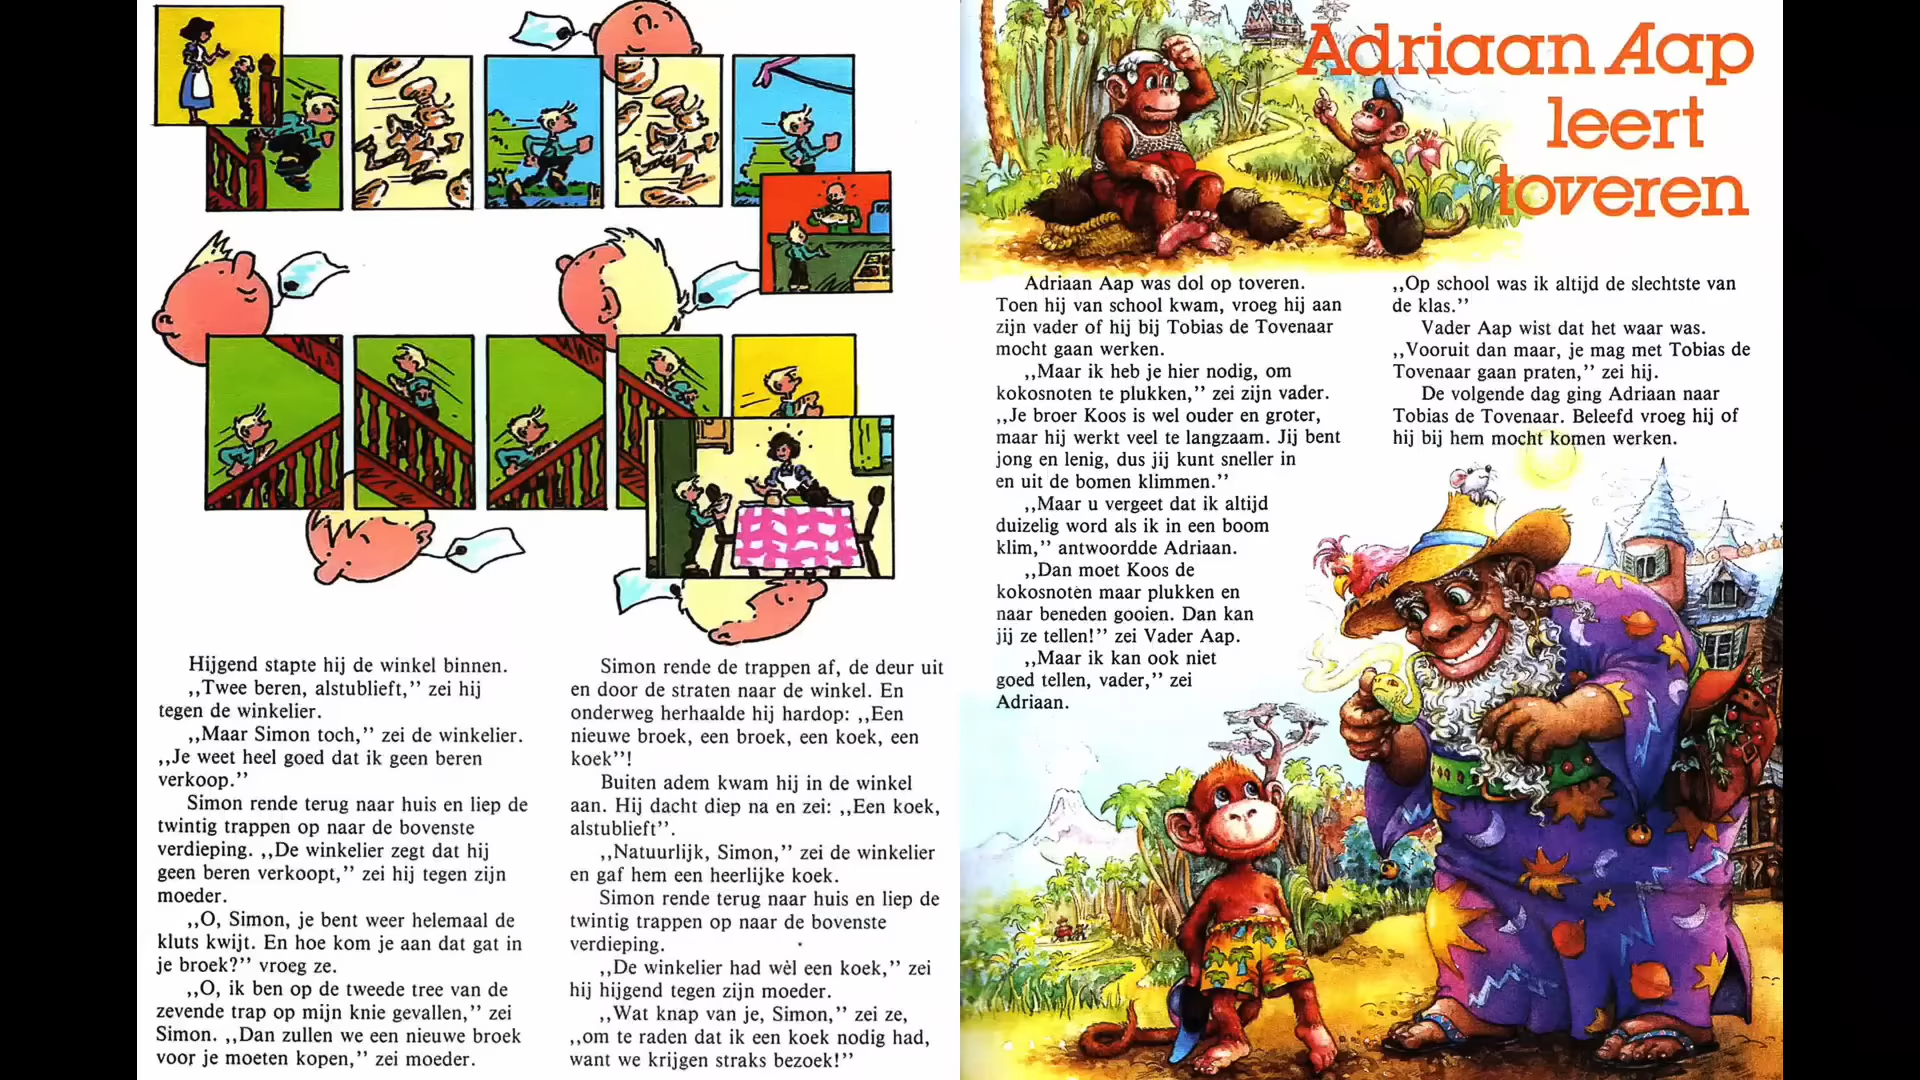 Hijgend stapte hij de winkel binnen.
,,Twee beren, alstublieft,’’ zei hij
tegen de winkelier.
,,Maar Simon toch,’’ zei de winkelier.
,,Je weet heel goed dat ik geen beren
verkoop.’’
Simon rende terug naar huis en liep de
twintig trappen op naar de bovenste
verdieping. ,,De winkelier zegt dat hij
geen beren verkoopt,’’ zei hij tegen zijn
moeder.
,,O, Simon, je bent weer helemaal de
kluts kwijt. En hoe kom je aan dat gat in
je broek?’’ vroeg ze.
,,O, ik ben op de tweede tree van de
zevende trap op mijn knie gevallen,’’ zei
Simon. ,,Dan zullen we een nieuwe broek
voor je moeten kopen,’’ zei moeder.
Simon rende de trappen af, de deur uit
en door de straten naar de winkel. En
onderweg herhaalde hij hardop: ,,Een
nieuwe broek, een broek, een koek, een
koek’’!
Buiten adem kwam hij in de winkel
aan. Hij dacht diep na en zei: ,,Een koek,
alstublieft’’.
,,Natuurlijk, Simon,’’ zei de winkelier
en gaf hem een heerlijke koek.
Simon rende terug naar huis en liep de
twintig trappen op naar de bovenste
verdieping.
,,De winkelier had wèl een koek,’’ zei
hij hijgend tegen zijn moeder.
,,Wat knap van je, Simon,’’ zei ze,
,,om te raden dat ik een koek nodig had,
want we krijgen straks bezoek!’’
Adriaan Aap
leert
toveren
Adriaan Aap was dol op toveren.
Toen hij van school kwam, vroeg hij aan
zijn vader of hij bij Tobias de Tovenaar
mocht gaan werken.
,,Maar ik heb je hier nodig, om
kokosnoten te plukken,’’ zei zijn vader.
,,Je broer Koos is wel ouder en groter,
maar hij werkt veel te langzaam. Jij bent
jong en lenig, dus jij kunt sneller in
en uit de bomen klimmen.’’
,,Maar u vergeet dat ik altijd
duizelig word als ik in een boom
klim,’’ antwoordde Adriaan.
,,Dan moet Koos de
kokosnoten maar plukken en
naar beneden gooien. Dan kan
jij ze tellen!’’ zei Vader Aap.
,,Maar ik kan ook niet
goed tellen, vader,’’ zei
Adriaan.
,,Op school was ik altijd de slechtste van
de klas.’’
Vader Aap wist dat het waar was.
,,Vooruit dan maar, je mag met Tobias de
Tovenaar gaan praten,’’ zei hij.
De volgende dag ging Adriaan naar
Tobias de Tovenaar. Beleefd vroeg hij of
hij bij hem mocht komen werken.